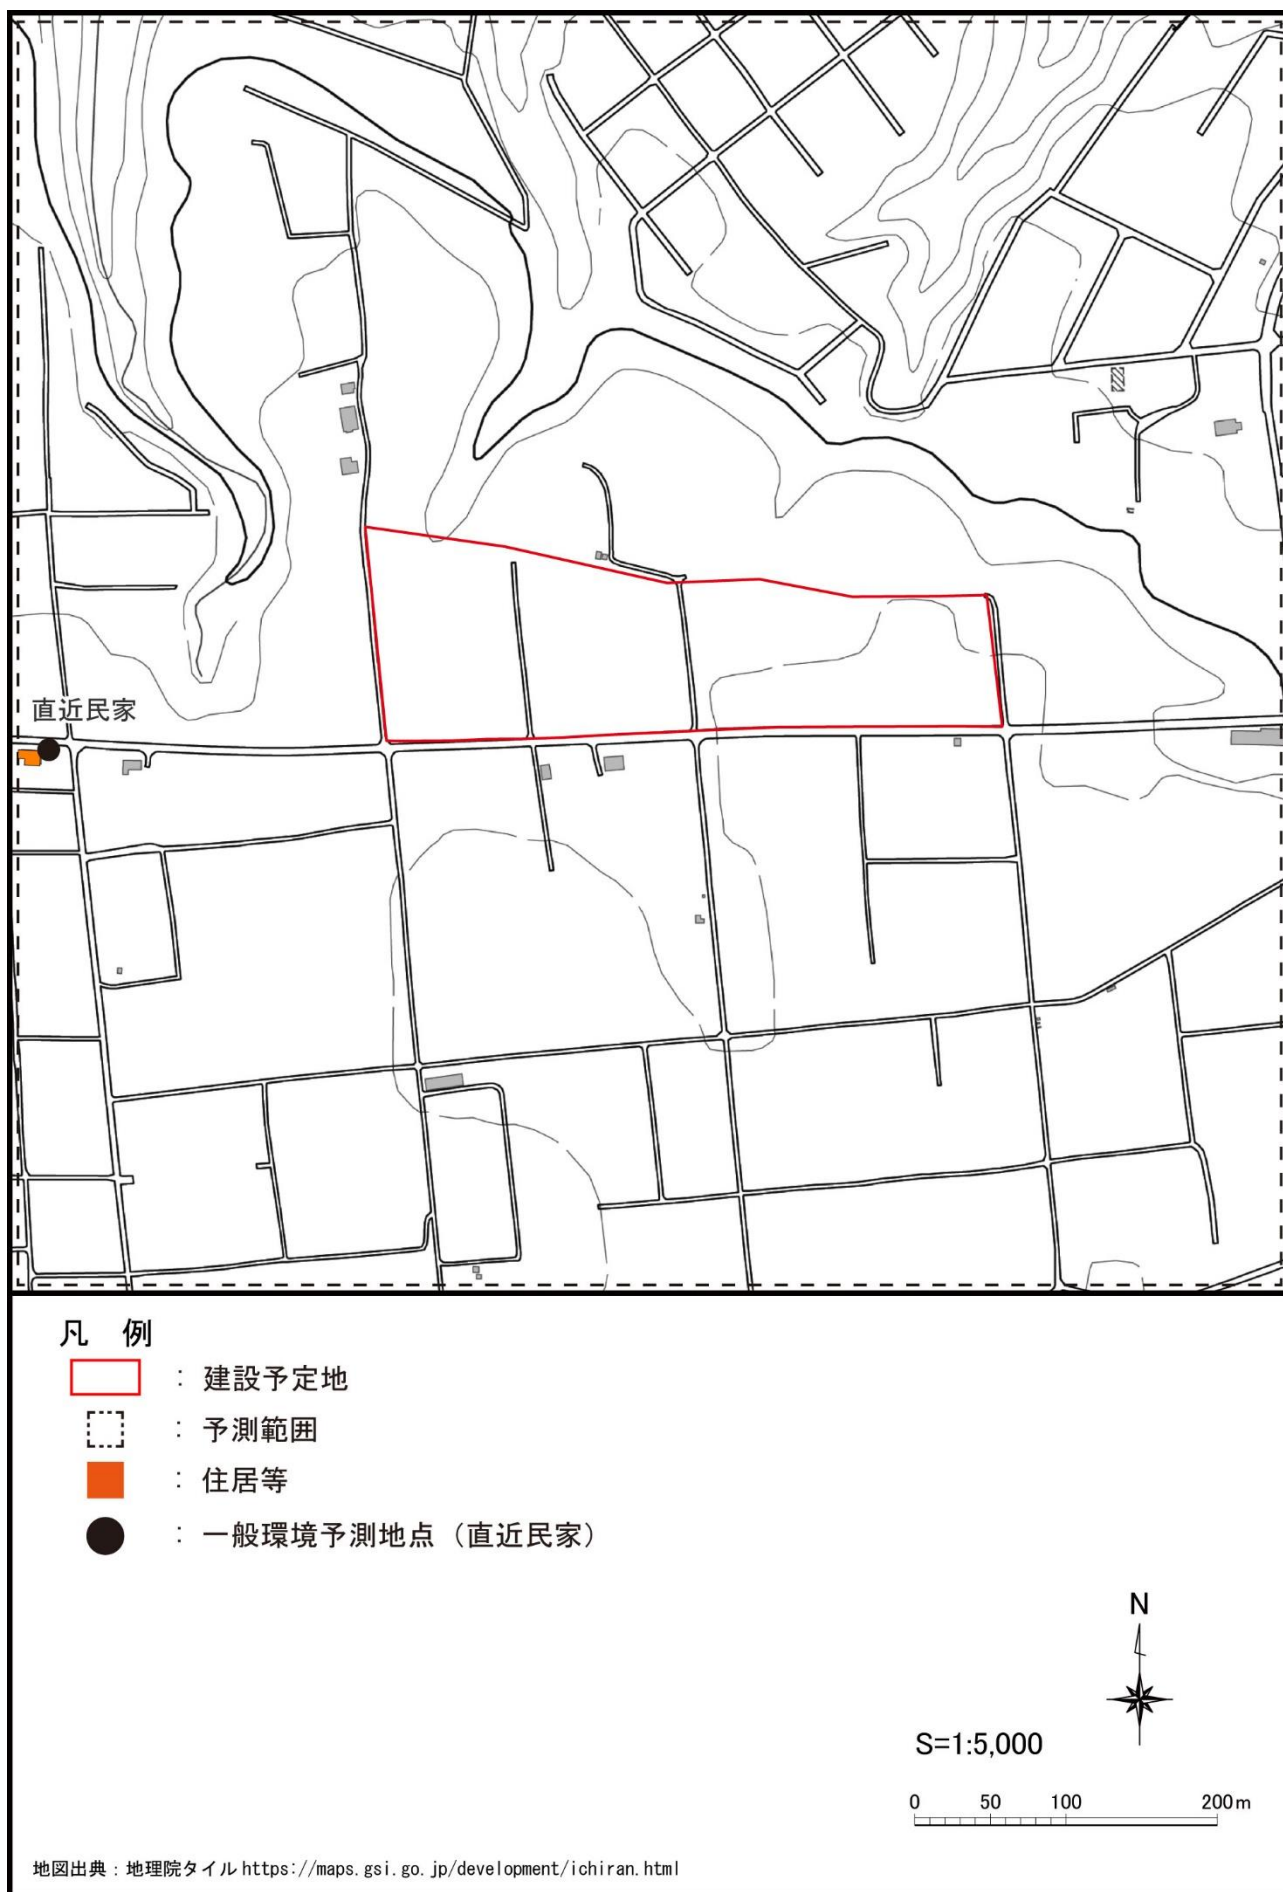 直近民家
凡 例
： 建設予定地
： 予測範囲
： 住居等
： 一般環境予測地点（直近民家）
N
S=1:5,000
0 50 100 200m
地図出典：地理院タイル https://maps.gsi.go.jp/development/ichiran.html